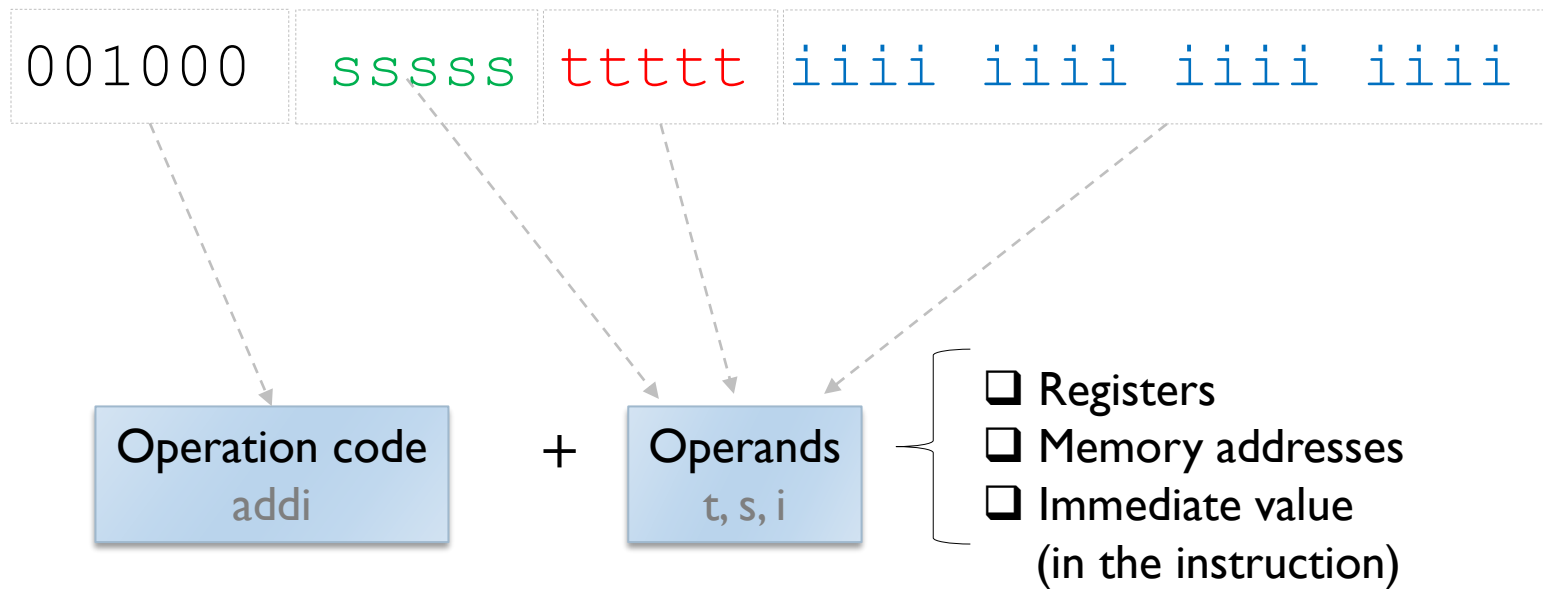 001000 sssss ttttt iiii iiii iiii iiii
Operation code
addi
+
Operands
t, s, i
❑ Registers
❑ Memory addresses
❑ Immediate value
(in the instruction)